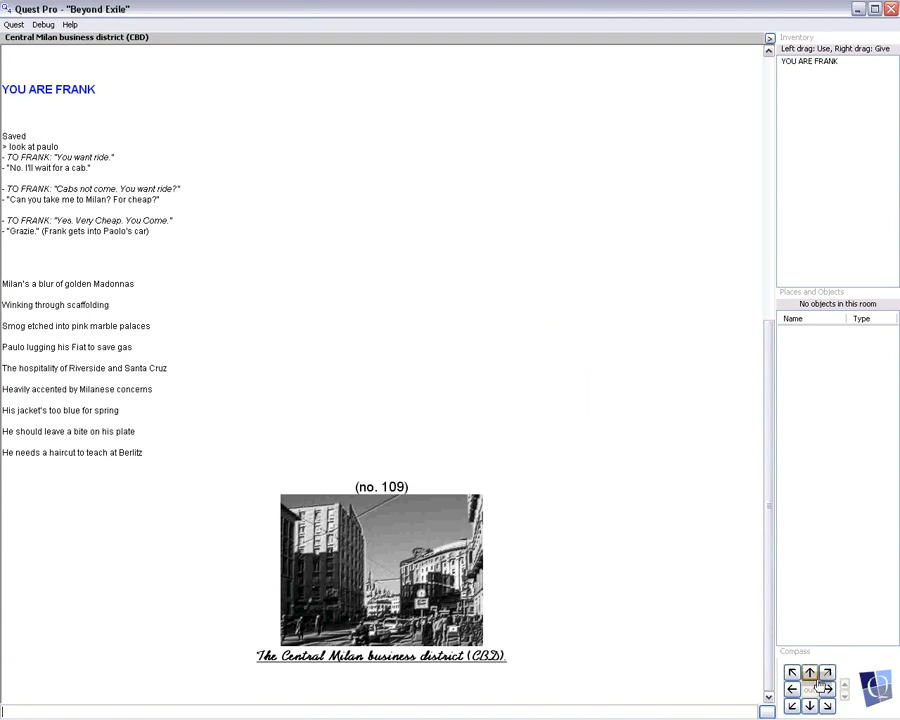 Quest Pro - "Beyond Exile"
Quest Debug Help
Central Milan business district (CBD)
YOU ARE FRANK
Saved
> look at paulo
- TO FRANK: "You want ride."
- "No. I'll wait for a cab."
- TO FRANK: "Cabs not come. You want ride?"
- "Can you take me to Milan? For cheap?"
- TO FRANK: "Yes. Very Cheap. You Come."
- "Grazie." (Frank gets into Paolo's car)
Milan's a blur of golden Madonnas
Winking through scaffolding
Smog etched into pink marble palaces
Paulo lugging his Fiat to save gas
The hospitality of Riverside and Santa Cruz
Heavily accented by Milanese concerns
His jacket's too blue for spring
He should leave a bite on his plate
He needs a haircut to teach at Berlitz
(no. 109)
The Central Milan business district (CBD).
Inventory
Left drag: Use, Right drag: Give
YOU ARE FRANK
Places and Objects
No objects in this room
Name Type
Compass